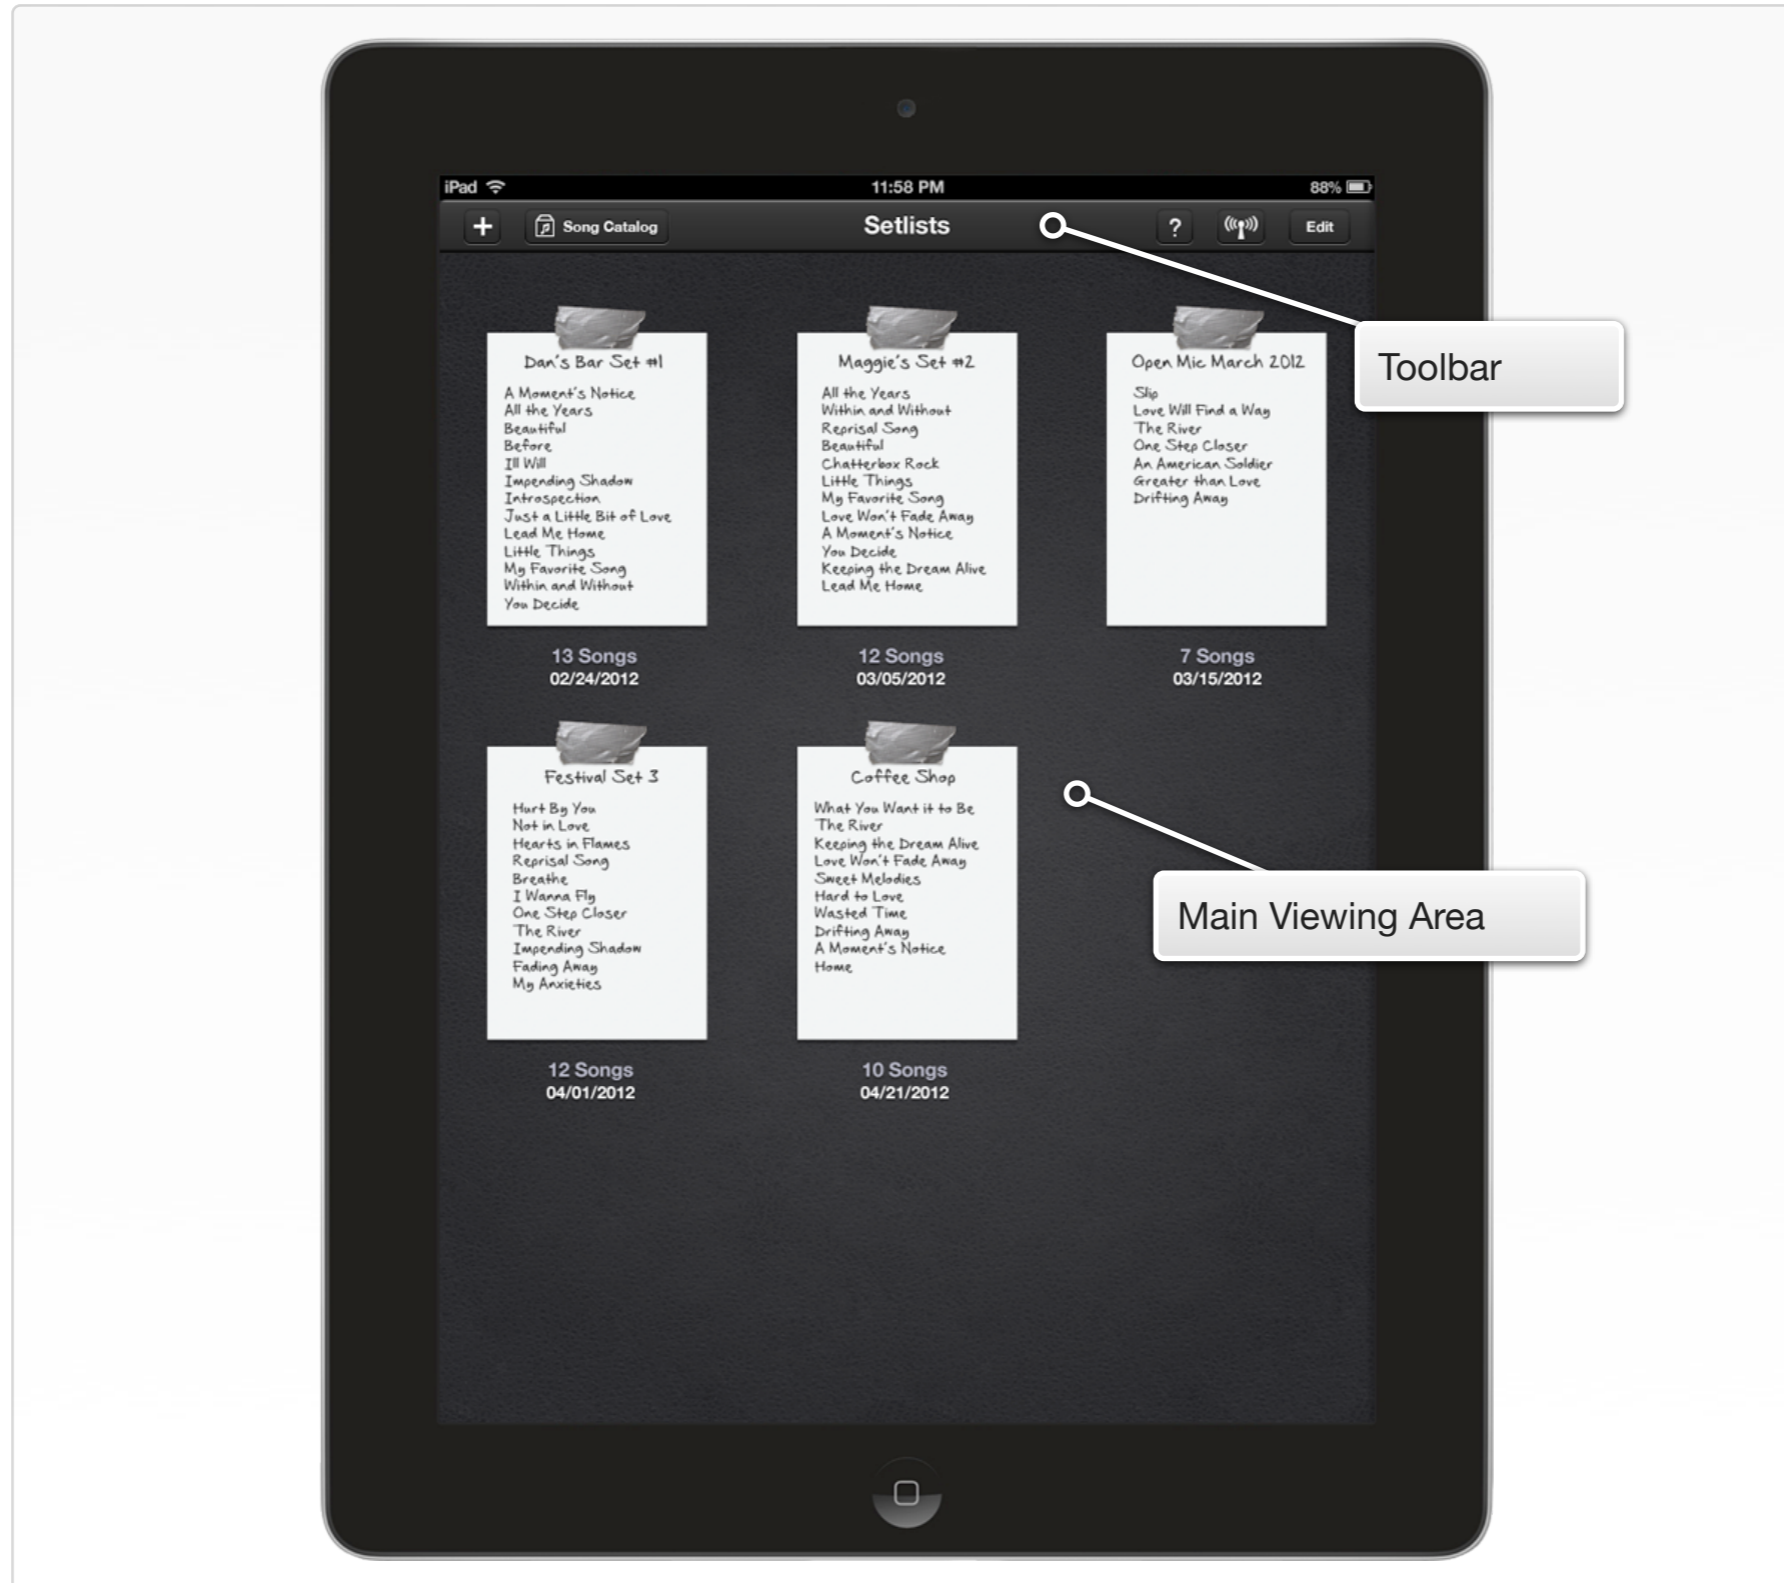 iPad 11:58 PM 88%
+ Song Catalog Setlists ? Edit
Toolbar
Dan's Bar Set #1
A Moment's Notice
All the Years
Beautiful
Before
Ill Will
Impending Shadow
Introspection
Just a Little Bit of Love
Lead Me Home
Little Things
My Favorite Song
Within and Without
You Decide
13 Songs
02/24/2012
Maggie's Set #2
All the Years
Within and Without
Reprisal Song
Beautiful
Chatterbox Rock
Little Things
My Favorite Song
Love Won't Fade Away
A Moment's Notice
You Decide
Keeping the Dream Alive
Lead Me Home
12 Songs
03/05/2012
Open Mic March 2012
Slip
Love Will Find a Way
The River
One Step Closer
An American Soldier
Greater than Love
Drifting Away
7 Songs
03/15/2012
Festival Set 3
Hurt By You
Not in Love
Hearts in Flames
Reprisal Song
Breathe
I Wanna Fly
One Step Closer
The River
Impending Shadow
Fading Away
My Anxieties
12 Songs
04/01/2012
Coffee Shop
What You Want it to Be
The River
Keeping the Dream Alive
Love Won't Fade Away
Sweet Melodies
Hard to Love
Wasted Time
Drifting Away
A Moment's Notice
Home
10 Songs
04/21/2012
Main Viewing Area